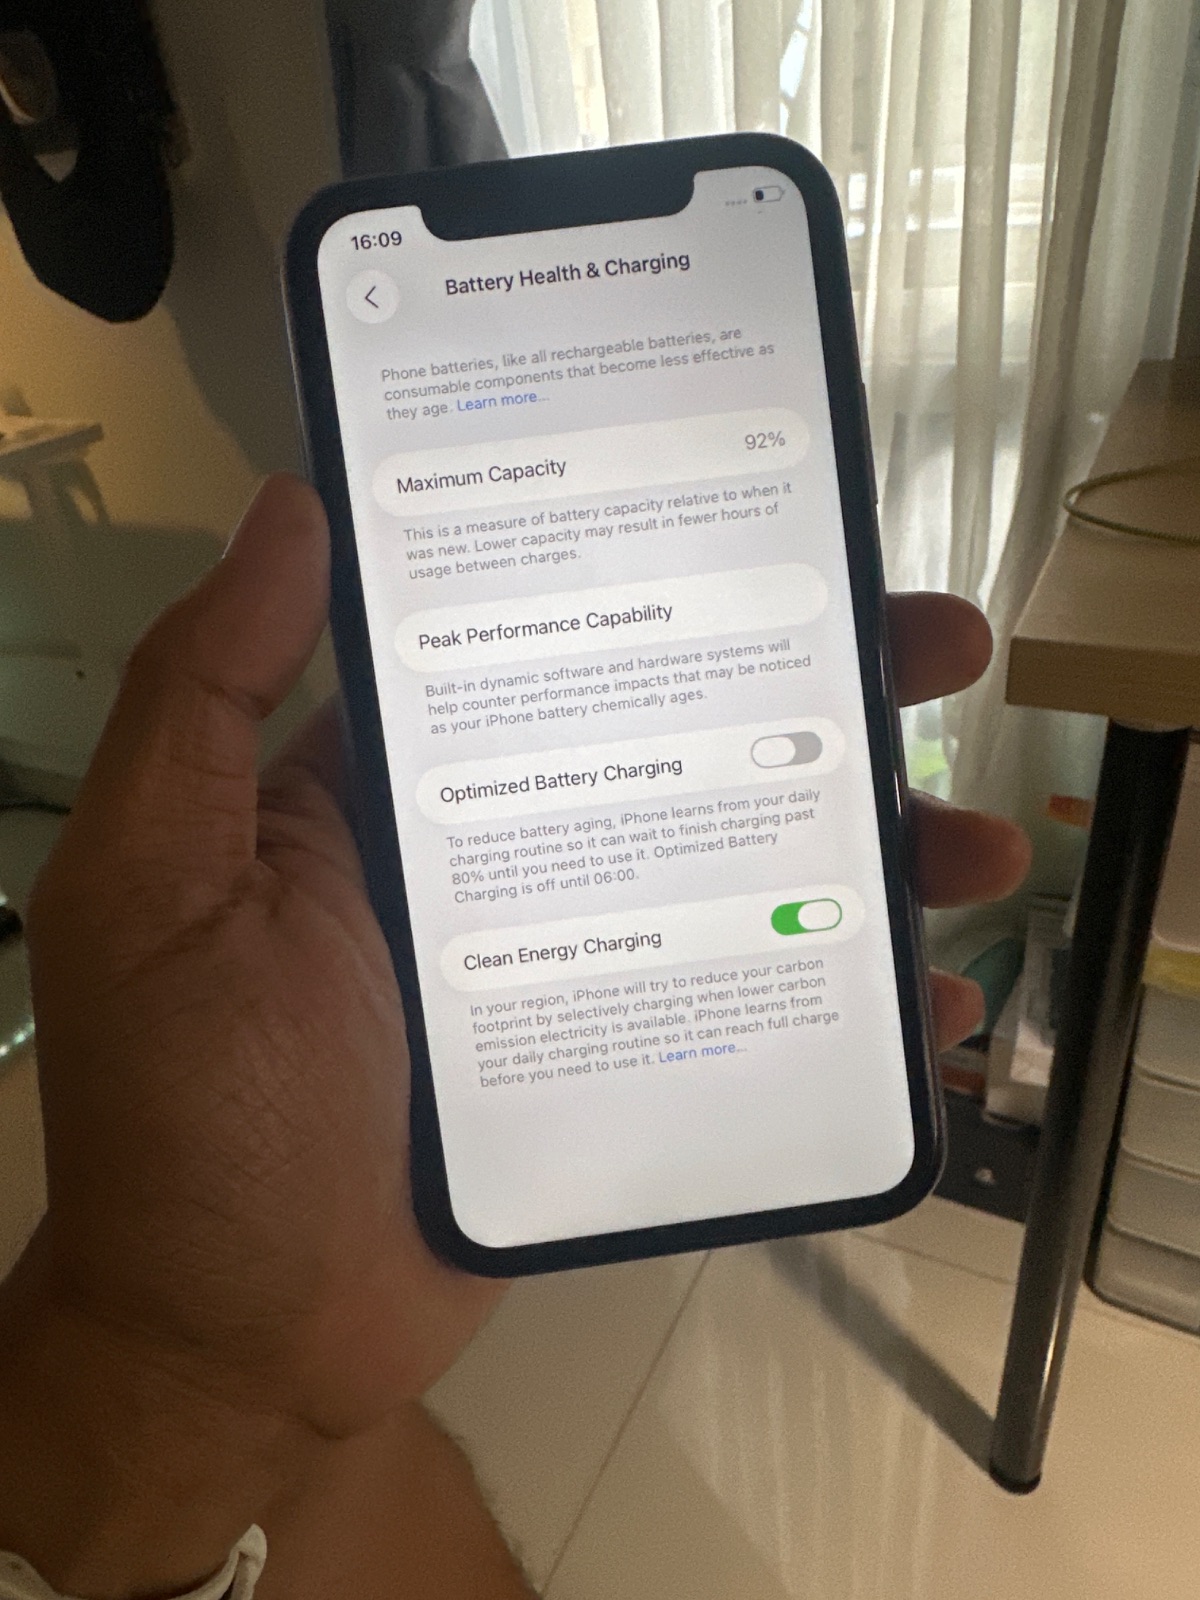 16:09
Battery Health & Charging
Phone batteries, like all rechargeable batteries, are
consumable components that become less effective as
they age. Learn more...
Maximum Capacity 92%
This is a measure of battery capacity relative to when it
was new. Lower capacity may result in fewer hours of
usage between charges.
Peak Performance Capability
Built-in dynamic software and hardware systems will
help counter performance impacts that may be noticed
as your iPhone battery chemically ages.
Optimized Battery Charging
To reduce battery aging, iPhone learns from your daily
charging routine so it can wait to finish charging past
80% until you need to use it. Optimized Battery
Charging is off until 06:00.
Clean Energy Charging
In your region, iPhone will try to reduce your carbon
footprint by selectively charging when lower carbon
emission electricity is available. iPhone learns from
your daily charging routine so it can reach full charge
before you need to use it. Learn more...